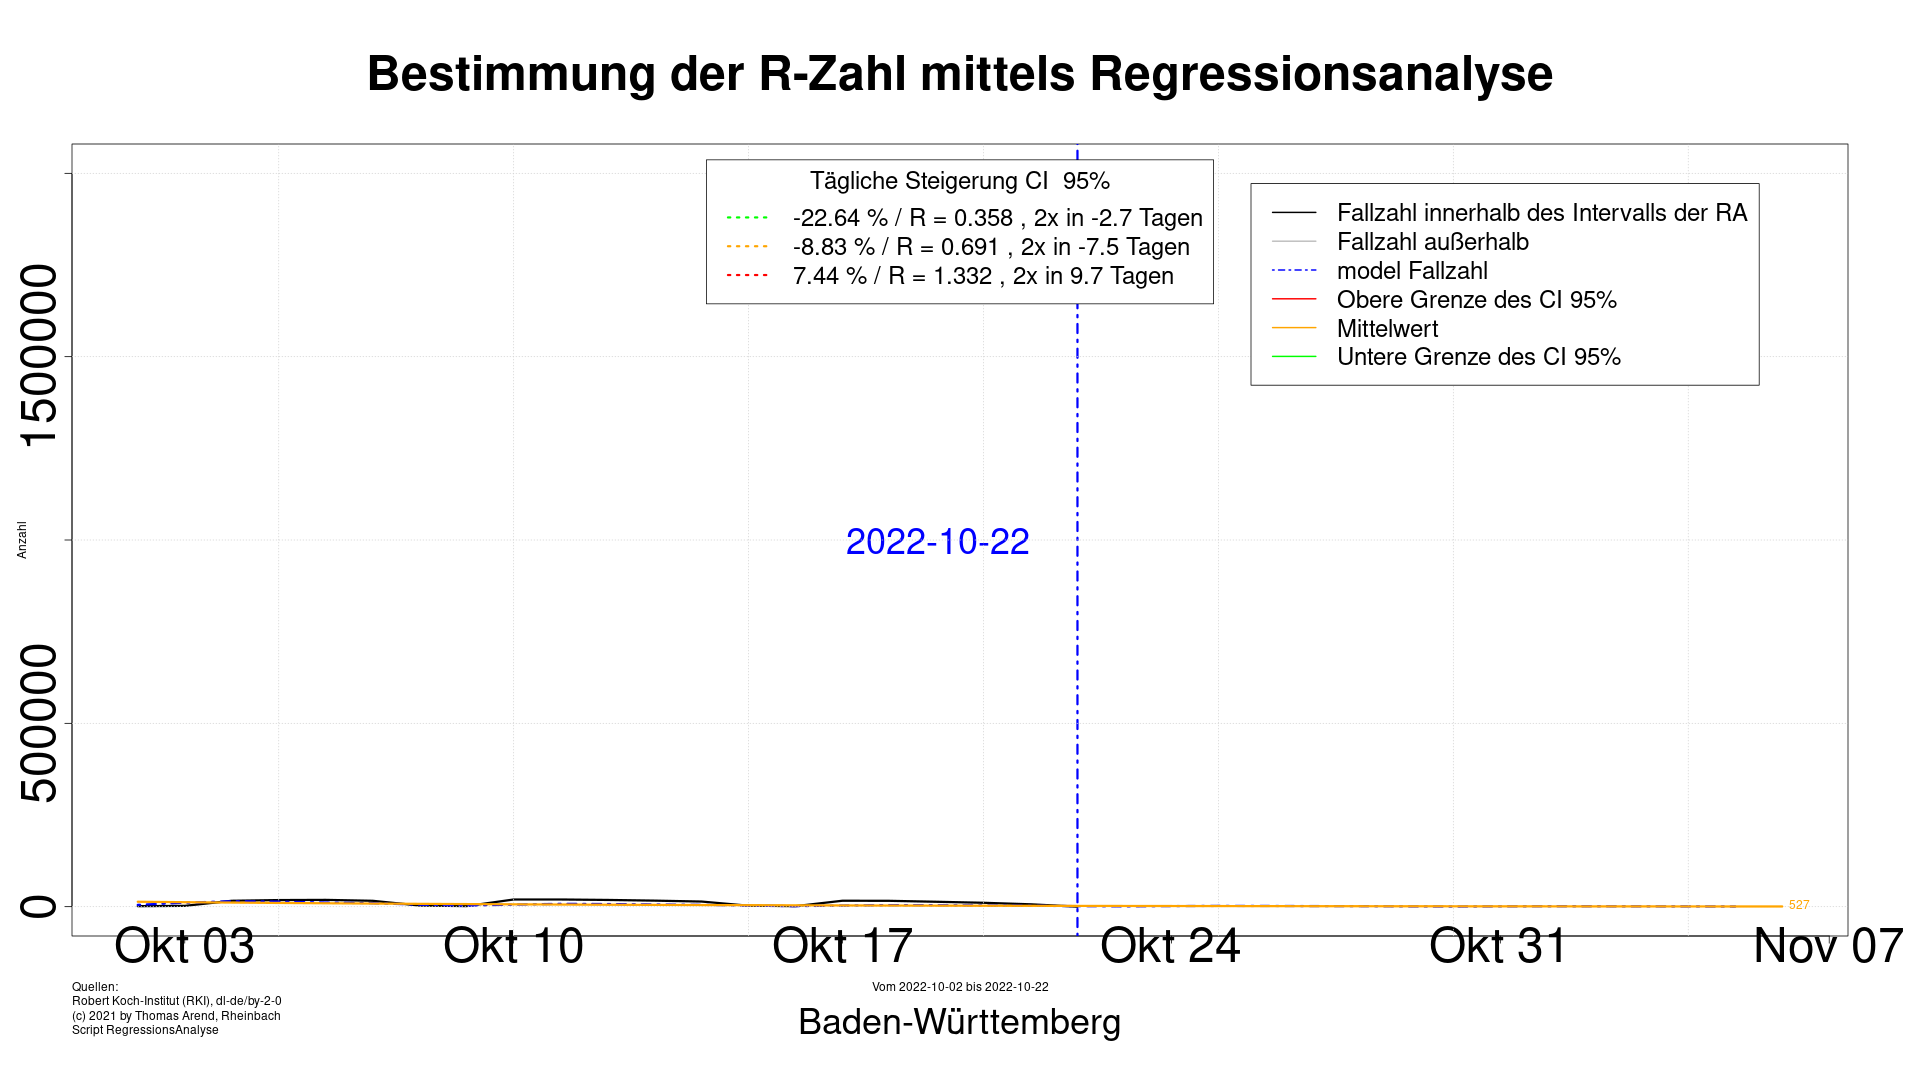 Bestimmung der R-Zahl mittels Regressionsanalyse
Tägliche Steigerung CI  95%
-22.64 % / R = 0.358 , 2x in -2.7 Tagen
-8.83 % / R = 0.691 , 2x in -7.5 Tagen
7.44 % / R = 1.332 , 2x in 9.7 Tagen
Fallzahl innerhalb des Intervalls der RA
Fallzahl außerhalb
model Fallzahl
Obere Grenze des CI 95%
Mittelwert
Untere Grenze des CI 95%
1500000
500000
0
Anzahl
2022-10-22
527
Okt 03
Okt 10
Okt 17
Okt 24
Okt 31
Nov 07
Quellen:
Robert Koch-Institut (RKI), dl-de/by-2-0
(c) 2021 by Thomas Arend, Rheinbach
Script RegressionsAnalyse
Vom 2022-10-02 bis 2022-10-22
Baden-Württemberg